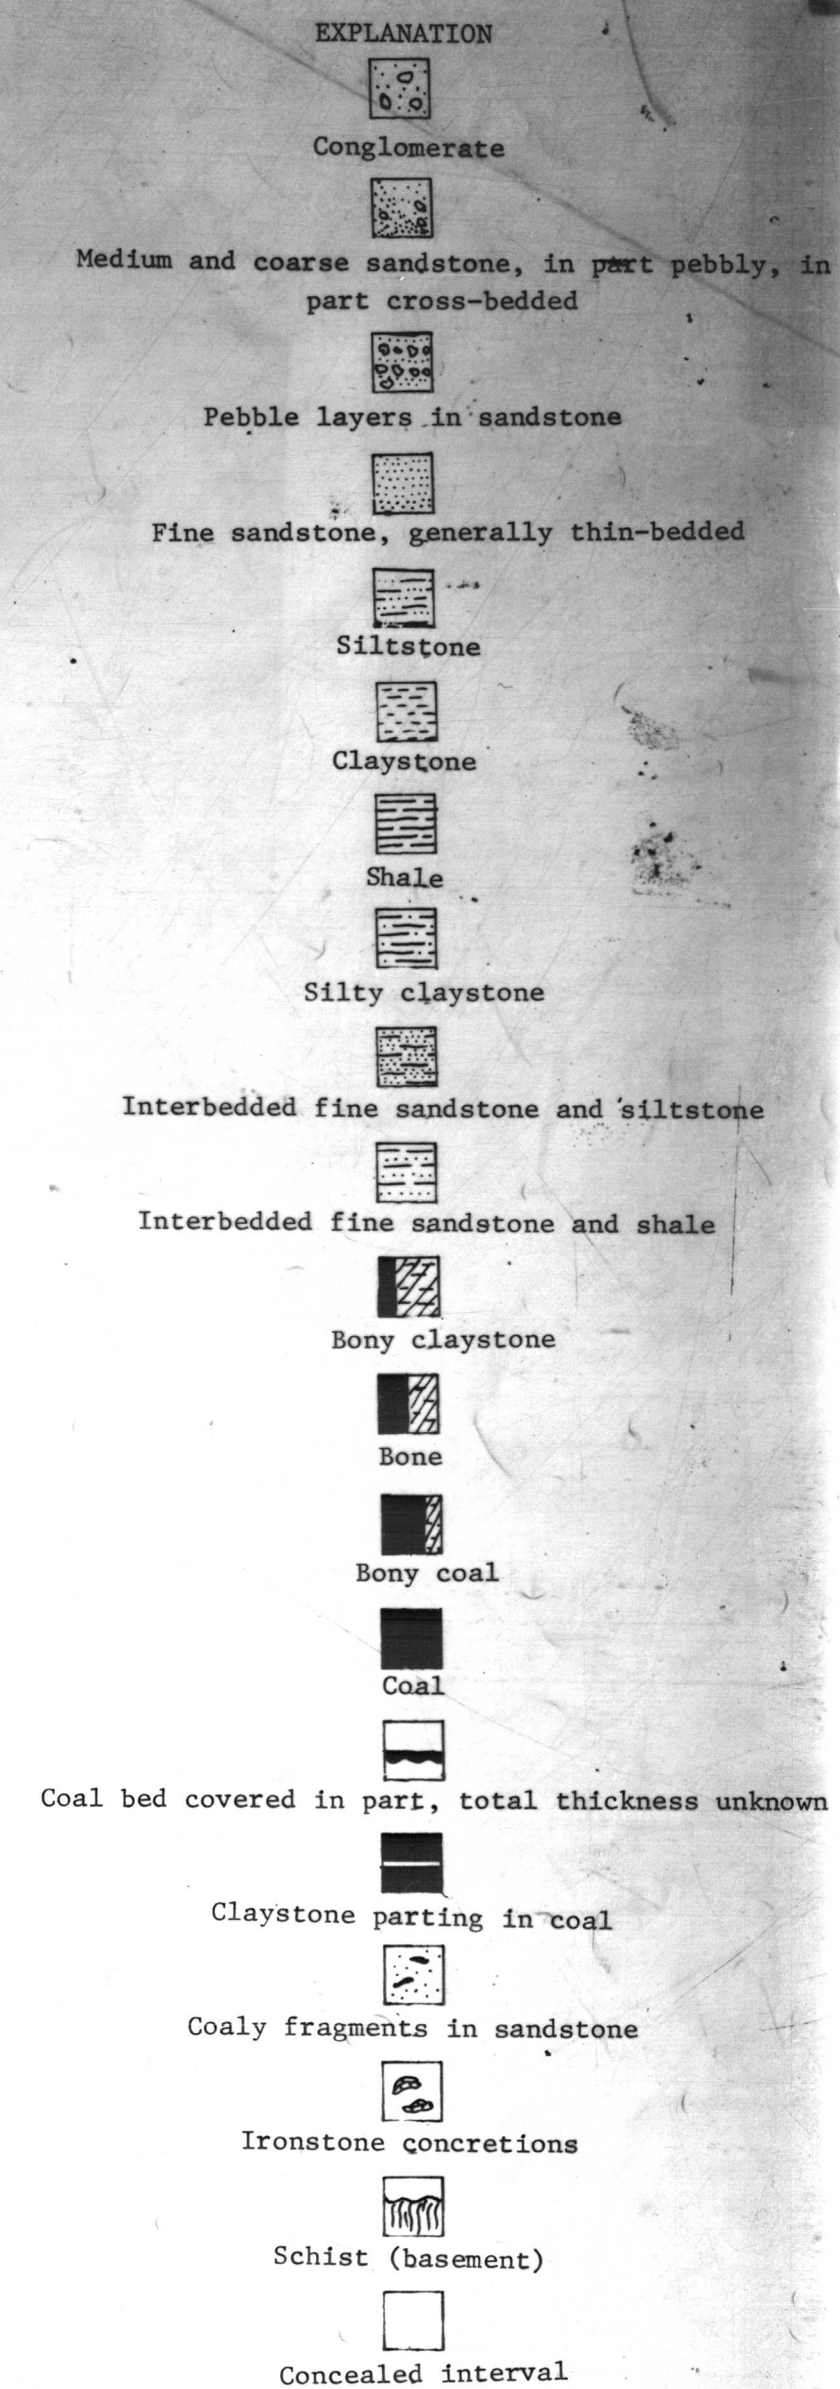 EXPLANATION
Conglomerate
Medium and coarse sandstone, in part pebbly, in
part cross-bedded
Pebble layers in sandstone
Fine sandstone, generally thin-bedded
Siltstone
Claystone
Shale
Silty claystone
Interbedded fine sandstone and siltstone
Interbedded fine sandstone and shale
Bony claystone
Bone
Bony coal
Coal
Coal bed covered in part, total thickness unknown
Claystone parting in coal
Coaly fragments in sandstone
Ironstone concretions
Schist (basement)
Concealed interval